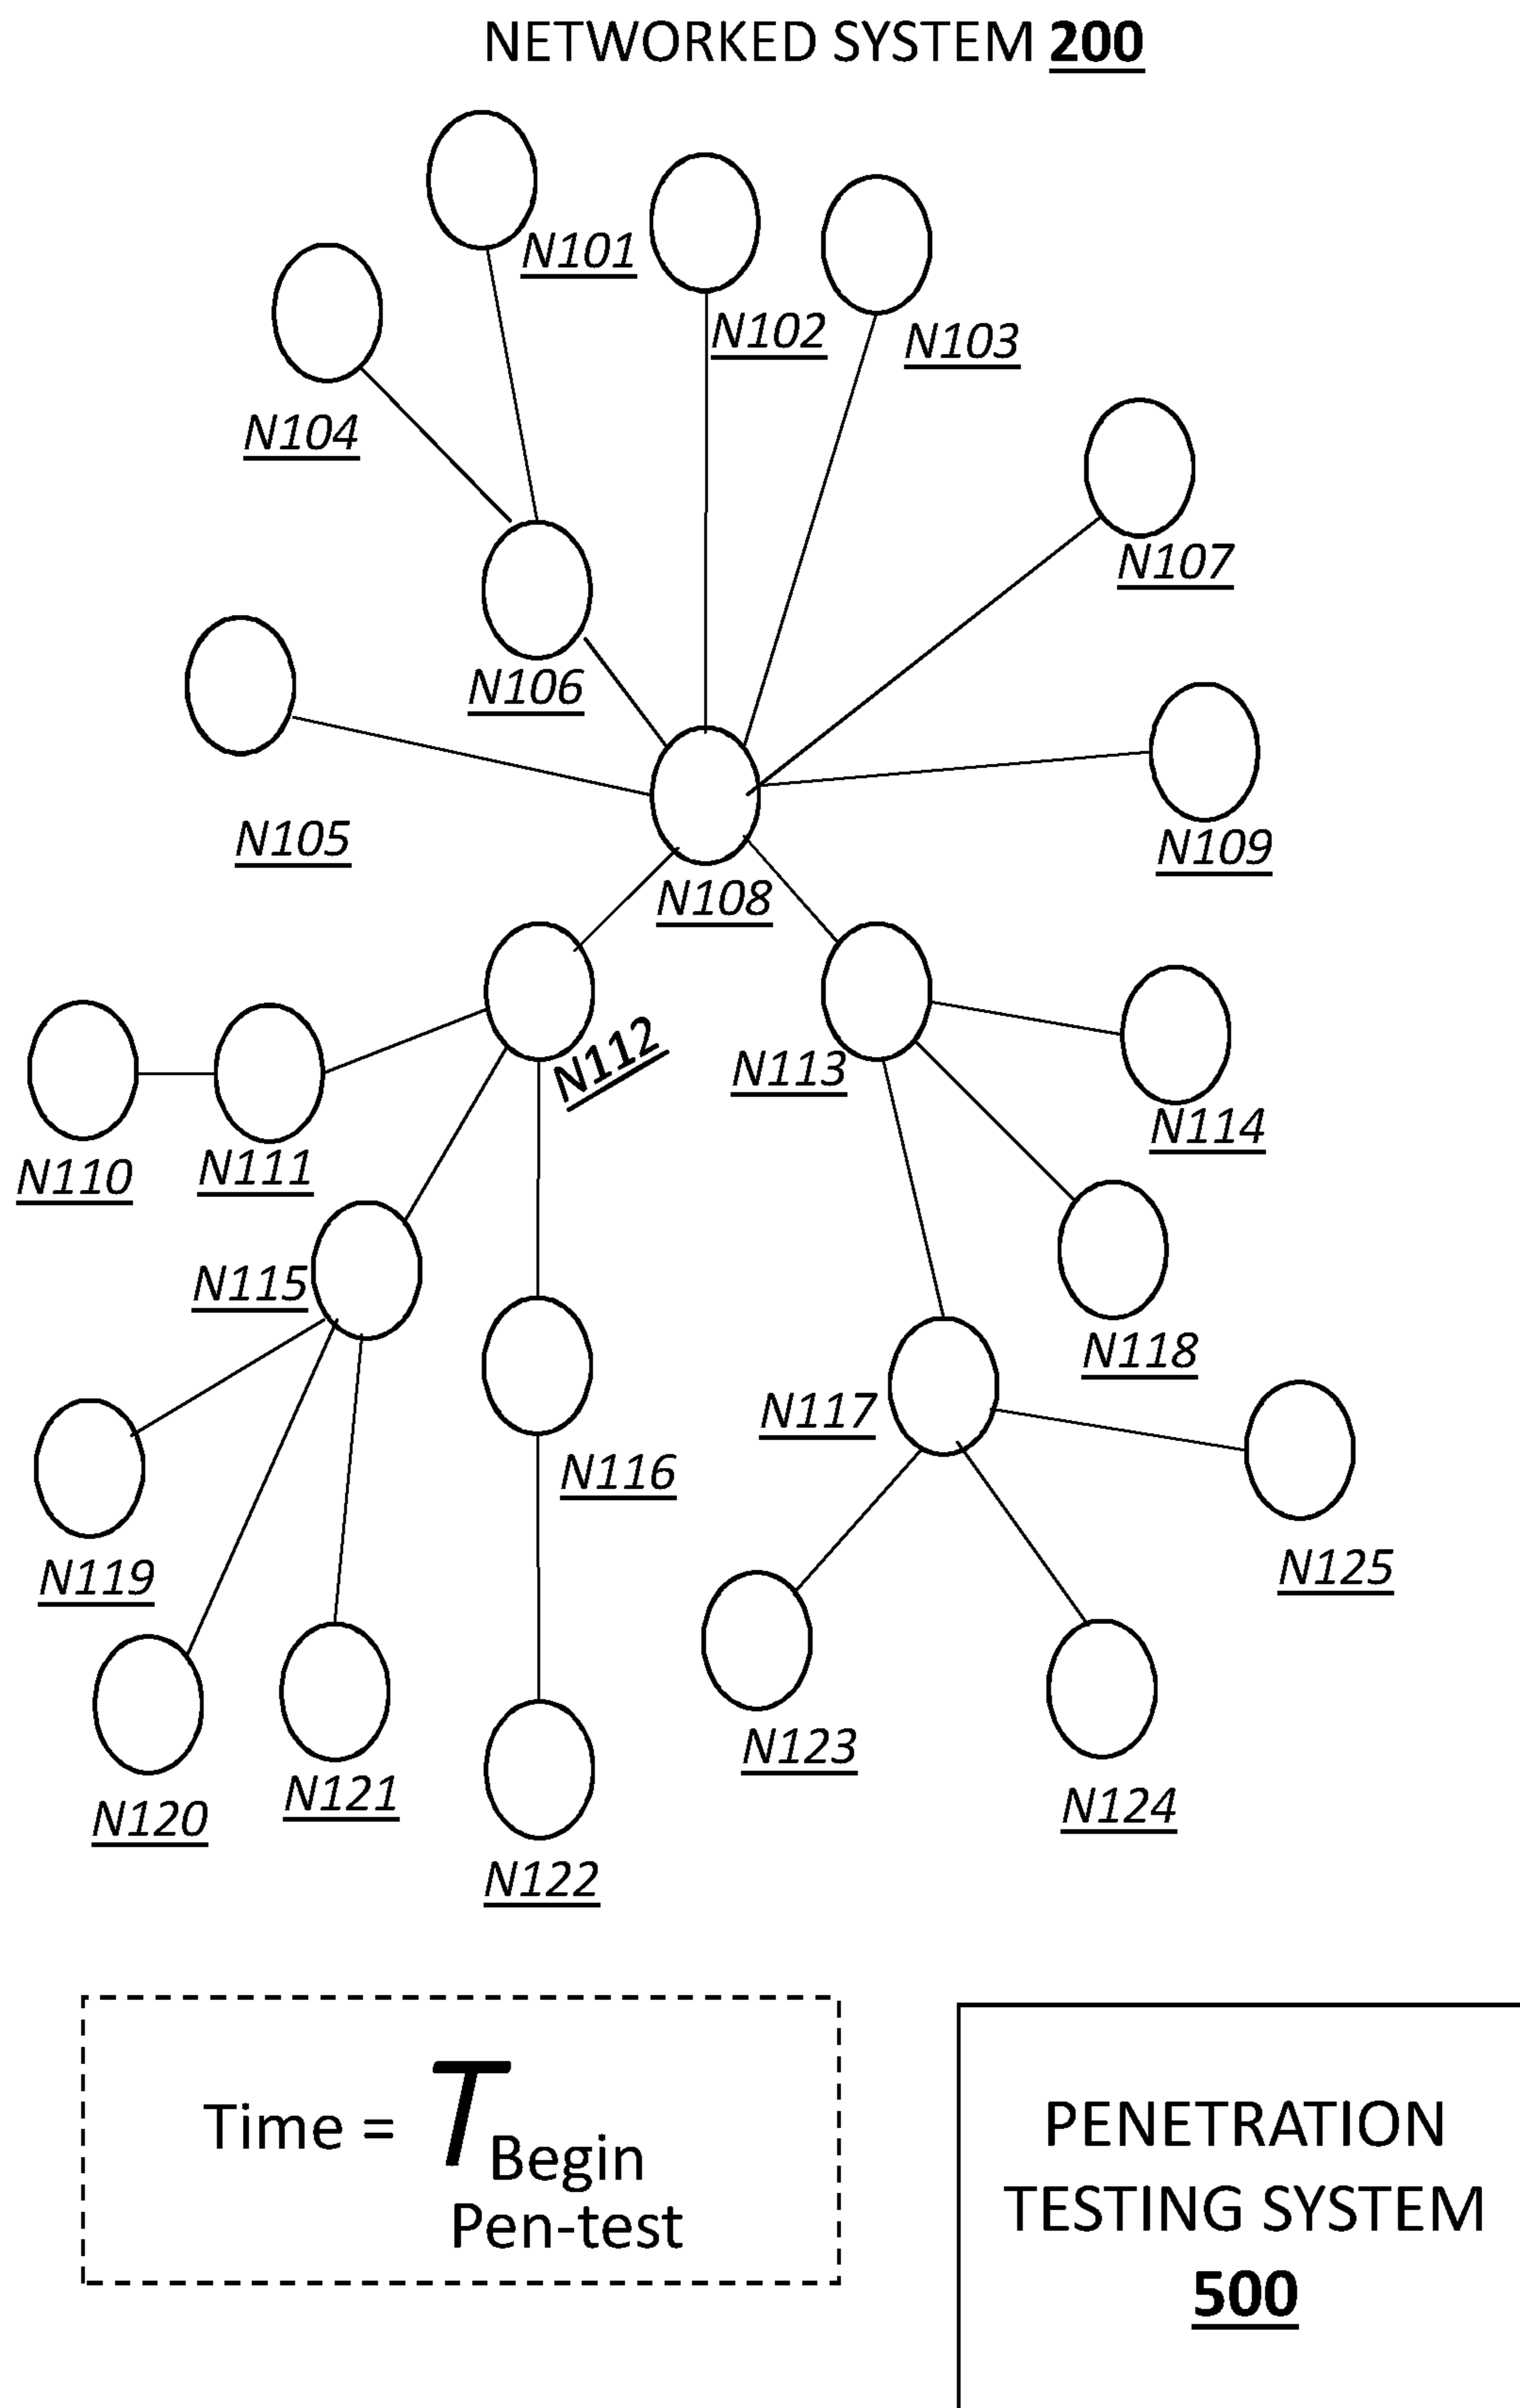 NETWORKED SYSTEM 200
N101
N102
N103
N104
N107
N106
N105
N109
N108
N112
N113
N114
N110
N111
N115
N118
N117
N116
N119
N125
N123
N121
N124
N120
N122
Time = T Begin
Pen-test
PENETRATION
TESTING SYSTEM
500